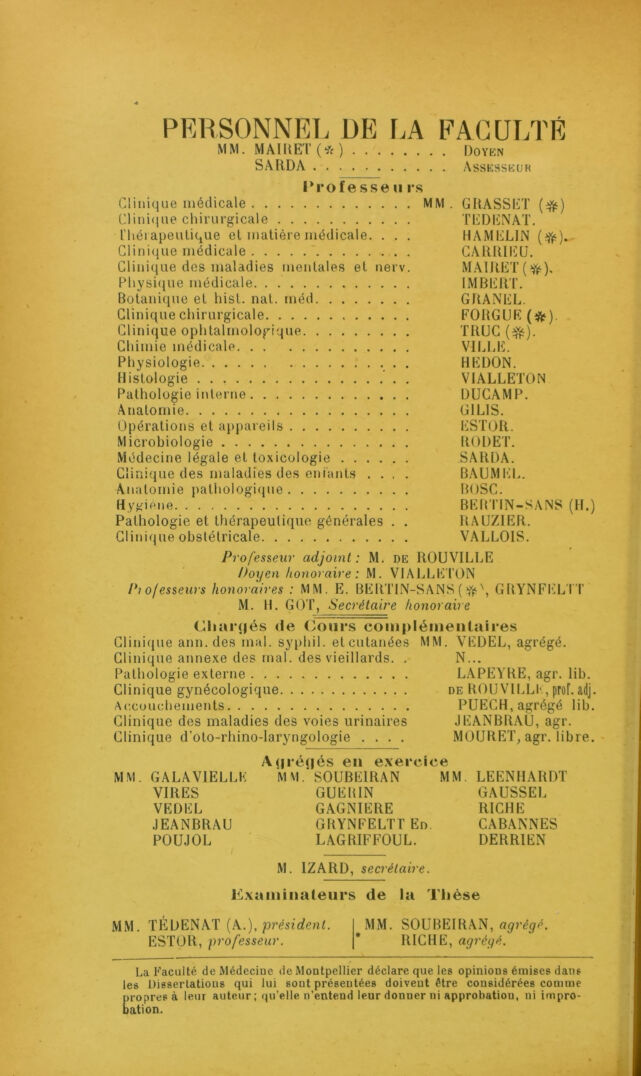 PERSONNEL DE LA FACULTÉ
MM. MAIRET (✻) . . . . . . . . DOYEN
SARDA . . . . . . . . . . . ASSESSEUR
Professeurs
Clinique médicale . . . . . . . . . . . . . MM. GRASSET (✻)
Clinique chirurgicale . . . . . . . . . . . TEDENAT.
Thérapeutique et matière médicale. . . . HAMELIN (✻).
Clinique médicale . . . . . . . . . . . . . CARRIEU.
Clinique des maladies mentales et nerv. MAIRET (✻).
Physique médicale. . . . . . . . . . . . . IMBERT.
Botanique et hist. nat. méd. . . . . . . . GRANEL.
Clinique chirurgicale. . . . . . . . . . . . FORGUE (✻).
Clinique ophtalmologique. . . . . . . . . TRUC (✻).
Chimie médicale. . . . . . . . . . . . VILLE.
Physiologie. . . . . . . . . . . . . . . HEDON.
Histologie . . . . . . . . . . . . . . . . VIALLETON
Pathologie interne . . . . . . . . . . . . DUCAMP.
Anatomie. . . . . . . . . . . . . . . . . GILIS.
Opérations et appareils . . . . . . . . . . ESTOR.
Microbiologie . . . . . . . . . . . . . . . RODET.
Médecine légale et toxicologie . . . . . . SARDA.
Clinique des maladies des enfants . . . . BAUMEL.
Anatomie pathologique . . . . . . . . . . BOSC.
Hygiène. . . . . . . . . . . . . . . . . . BERTIN-SANS (H.)
Pathologie et thérapeutique générales . . RAUZIER.
Clinique obstétricale. . . . . . . . . . . . VALLOIS.
Professeur adjoint : M. DE ROUVILLE
Doyen honoraire : M. VIALLETON
Professeurs honoraires : MM. E. BERTIN-SANS (✻), GRYNFELTT
M. H. GOT, Secrétaire honoraire
Chargés de Cours complémentaires
Clinique ann. des mal. syphil. et cutanées MM. VEDEL, agrégé.
Clinique annexe des mal. des vieillards. . N...
Pathologie externe . . . . . . . . . . . . . LAPEYRE, agr. lib.
Clinique gynécologique. . . . . . . . . . . DE ROUVILLE, prof. adj.
Accouchements. . . . . . . . . . . . . . . PUECH, agrégé lib.
Clinique des maladies des voies urinaires JEANBRAU, agr.
Clinique d'oto-rhino-laryngologie . . . . MOURET, agr. libre.
Agrégés en exercice
MM. GALAVIELLE MM. SOUBEIRAN MM. LEENHARDT
VIRES GUERIN GAUSSEL
VEDEL GAGNIERE RICHE
JEANBRAU GRYNFELTT Ed. CABANNES
POUJOL LAGRIFFOUL. DERRIEN
M. IZARD, secrétaire.
Examinateurs de la Thèse
MM. TÉDENAT (A.), président. MM. SOUBEIRAN, agrégé.
ESTOR, professeur. RICHE, agrégé.
La Faculté de Médecine de Montpellier déclare que les opinions émises dans
les Dissertations qui lui sont présentées doivent être considérées comme
propres à leur auteur ; qu'elle n'entend leur donner ni approbation, ni impro-
bation.